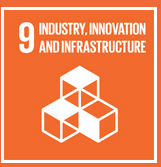 9 INDUSTRY, INNOVATION
AND INFRASTRUCTURE